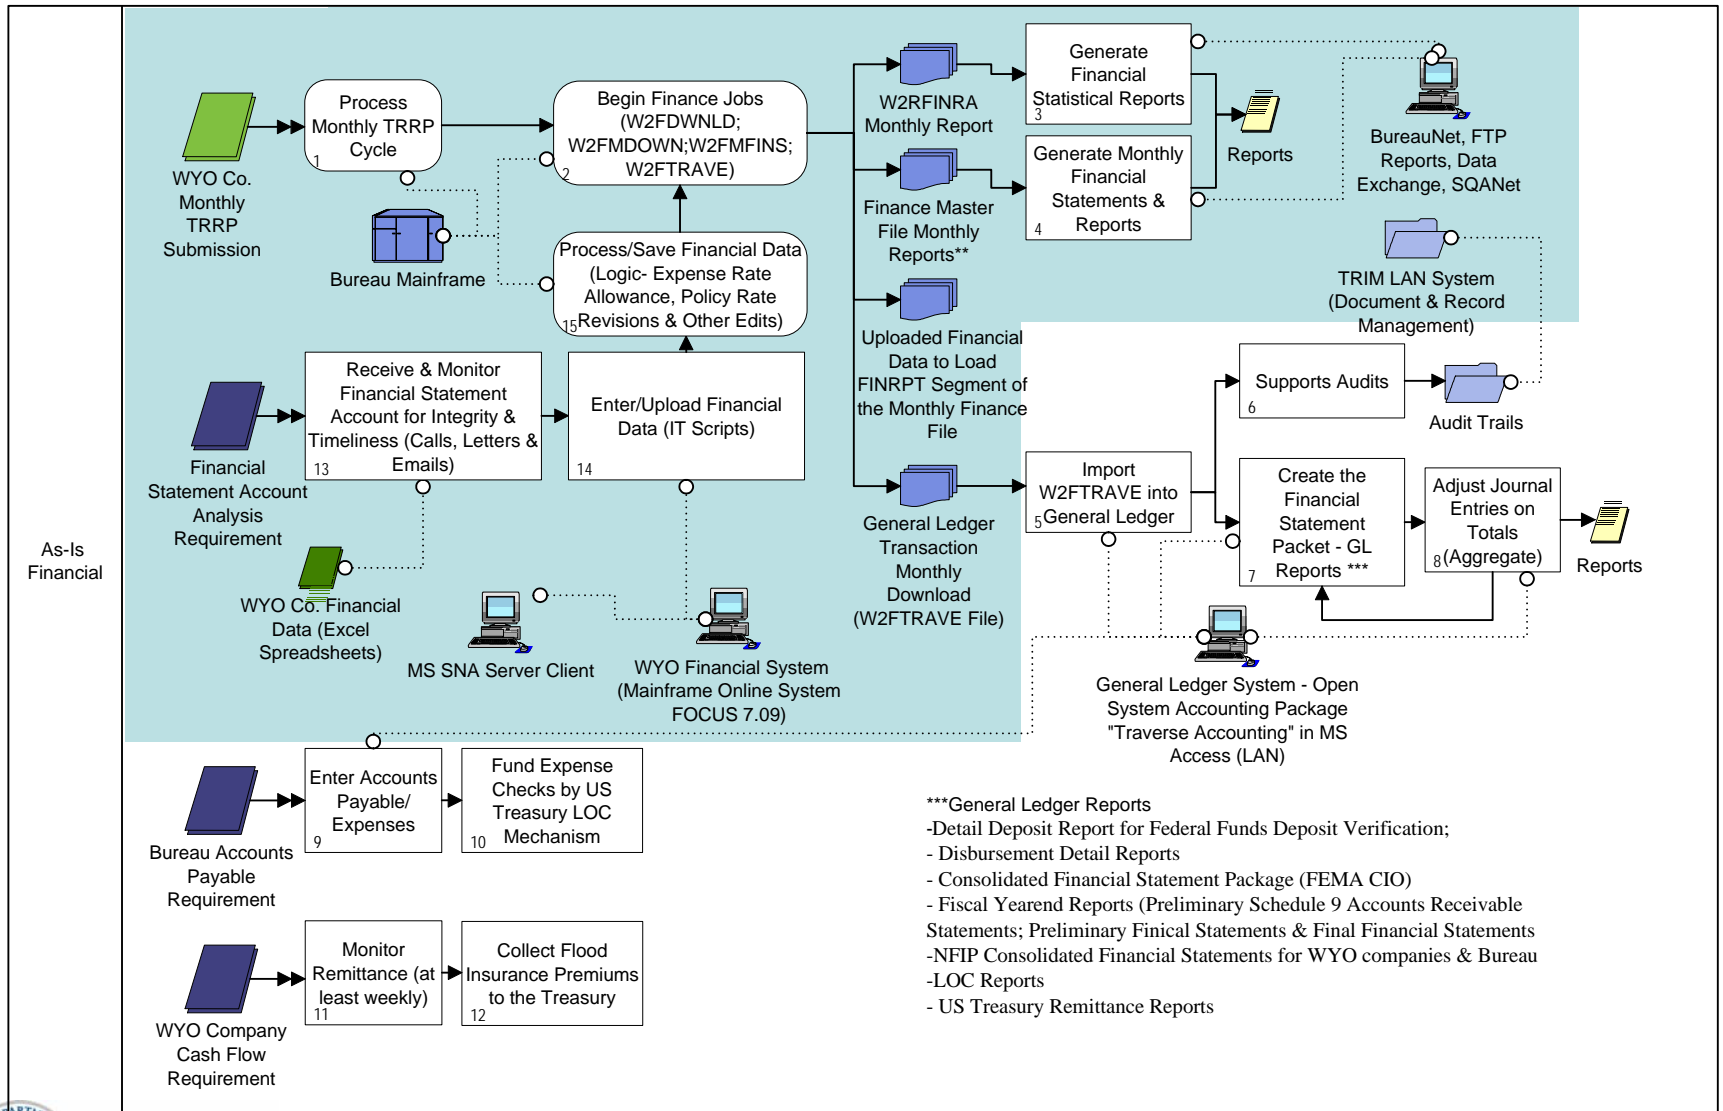 As-Is
Financial
WYO Co.
Monthly
TRRP
Submission
Process
Monthly TRRP
Cycle
1
Bureau Mainframe
Begin Finance Jobs
(W2FDWNLD;
W2FMDOWN;W2FMFINS;
W2FTRAVE)
2
Process/Save Financial Data
(Logic- Expense Rate
Allowance, Policy Rate
Revisions & Other Edits)
15
W2RFINRA
Monthly Report
Finance Master
File Monthly
Reports**
Uploaded Financial
Data to Load
FINRPT Segment of
the Monthly Finance
File
General Ledger
Transaction
Monthly
Download
(W2FTRAVE File)
Generate
Financial
Statistical Reports
3
Generate Monthly
Financial
Statements &
Reports
4
Reports
BureauNet, FTP
Reports, Data
Exchange, SQANet
TRIM LAN System
(Document & Record
Management)
Financial
Statement Account
Analysis
Requirement
Receive & Monitor
Financial Statement
Account for Integrity &
Timeliness (Calls, Letters &
Emails)
13
Enter/Upload Financial
Data (IT Scripts)
14
WYO Co. Financial
Data (Excel
Spreadsheets)
MS SNA Server Client
WYO Financial System
(Mainframe Online System
FOCUS 7.09)
Import
W2FTRAVE into
General Ledger
5
Supports Audits
6
Audit Trails
Create the
Financial
Statement
Packet - GL
Reports ***
7
Adjust Journal
Entries on
Totals
(Aggregate)
8
Reports
General Ledger System - Open
System Accounting Package
"Traverse Accounting" in MS
Access (LAN)
Bureau Accounts
Payable
Requirement
Enter Accounts
Payable/
Expenses
9
Fund Expense
Checks by US
Treasury LOC
Mechanism
10
WYO Company
Cash Flow
Requirement
Monitor
Remittance (at
least weekly)
11
Collect Flood
Insurance Premiums
to the Treasury
12
***General Ledger Reports
-Detail Deposit Report for Federal Funds Deposit Verification;
- Disbursement Detail Reports
- Consolidated Financial Statement Package (FEMA CIO)
- Fiscal Yearend Reports (Preliminary Schedule 9 Accounts Receivable
Statements; Preliminary Finical Statements & Final Financial Statements
-NFIP Consolidated Financial Statements for WYO companies & Bureau
-LOC Reports
- US Treasury Remittance Reports